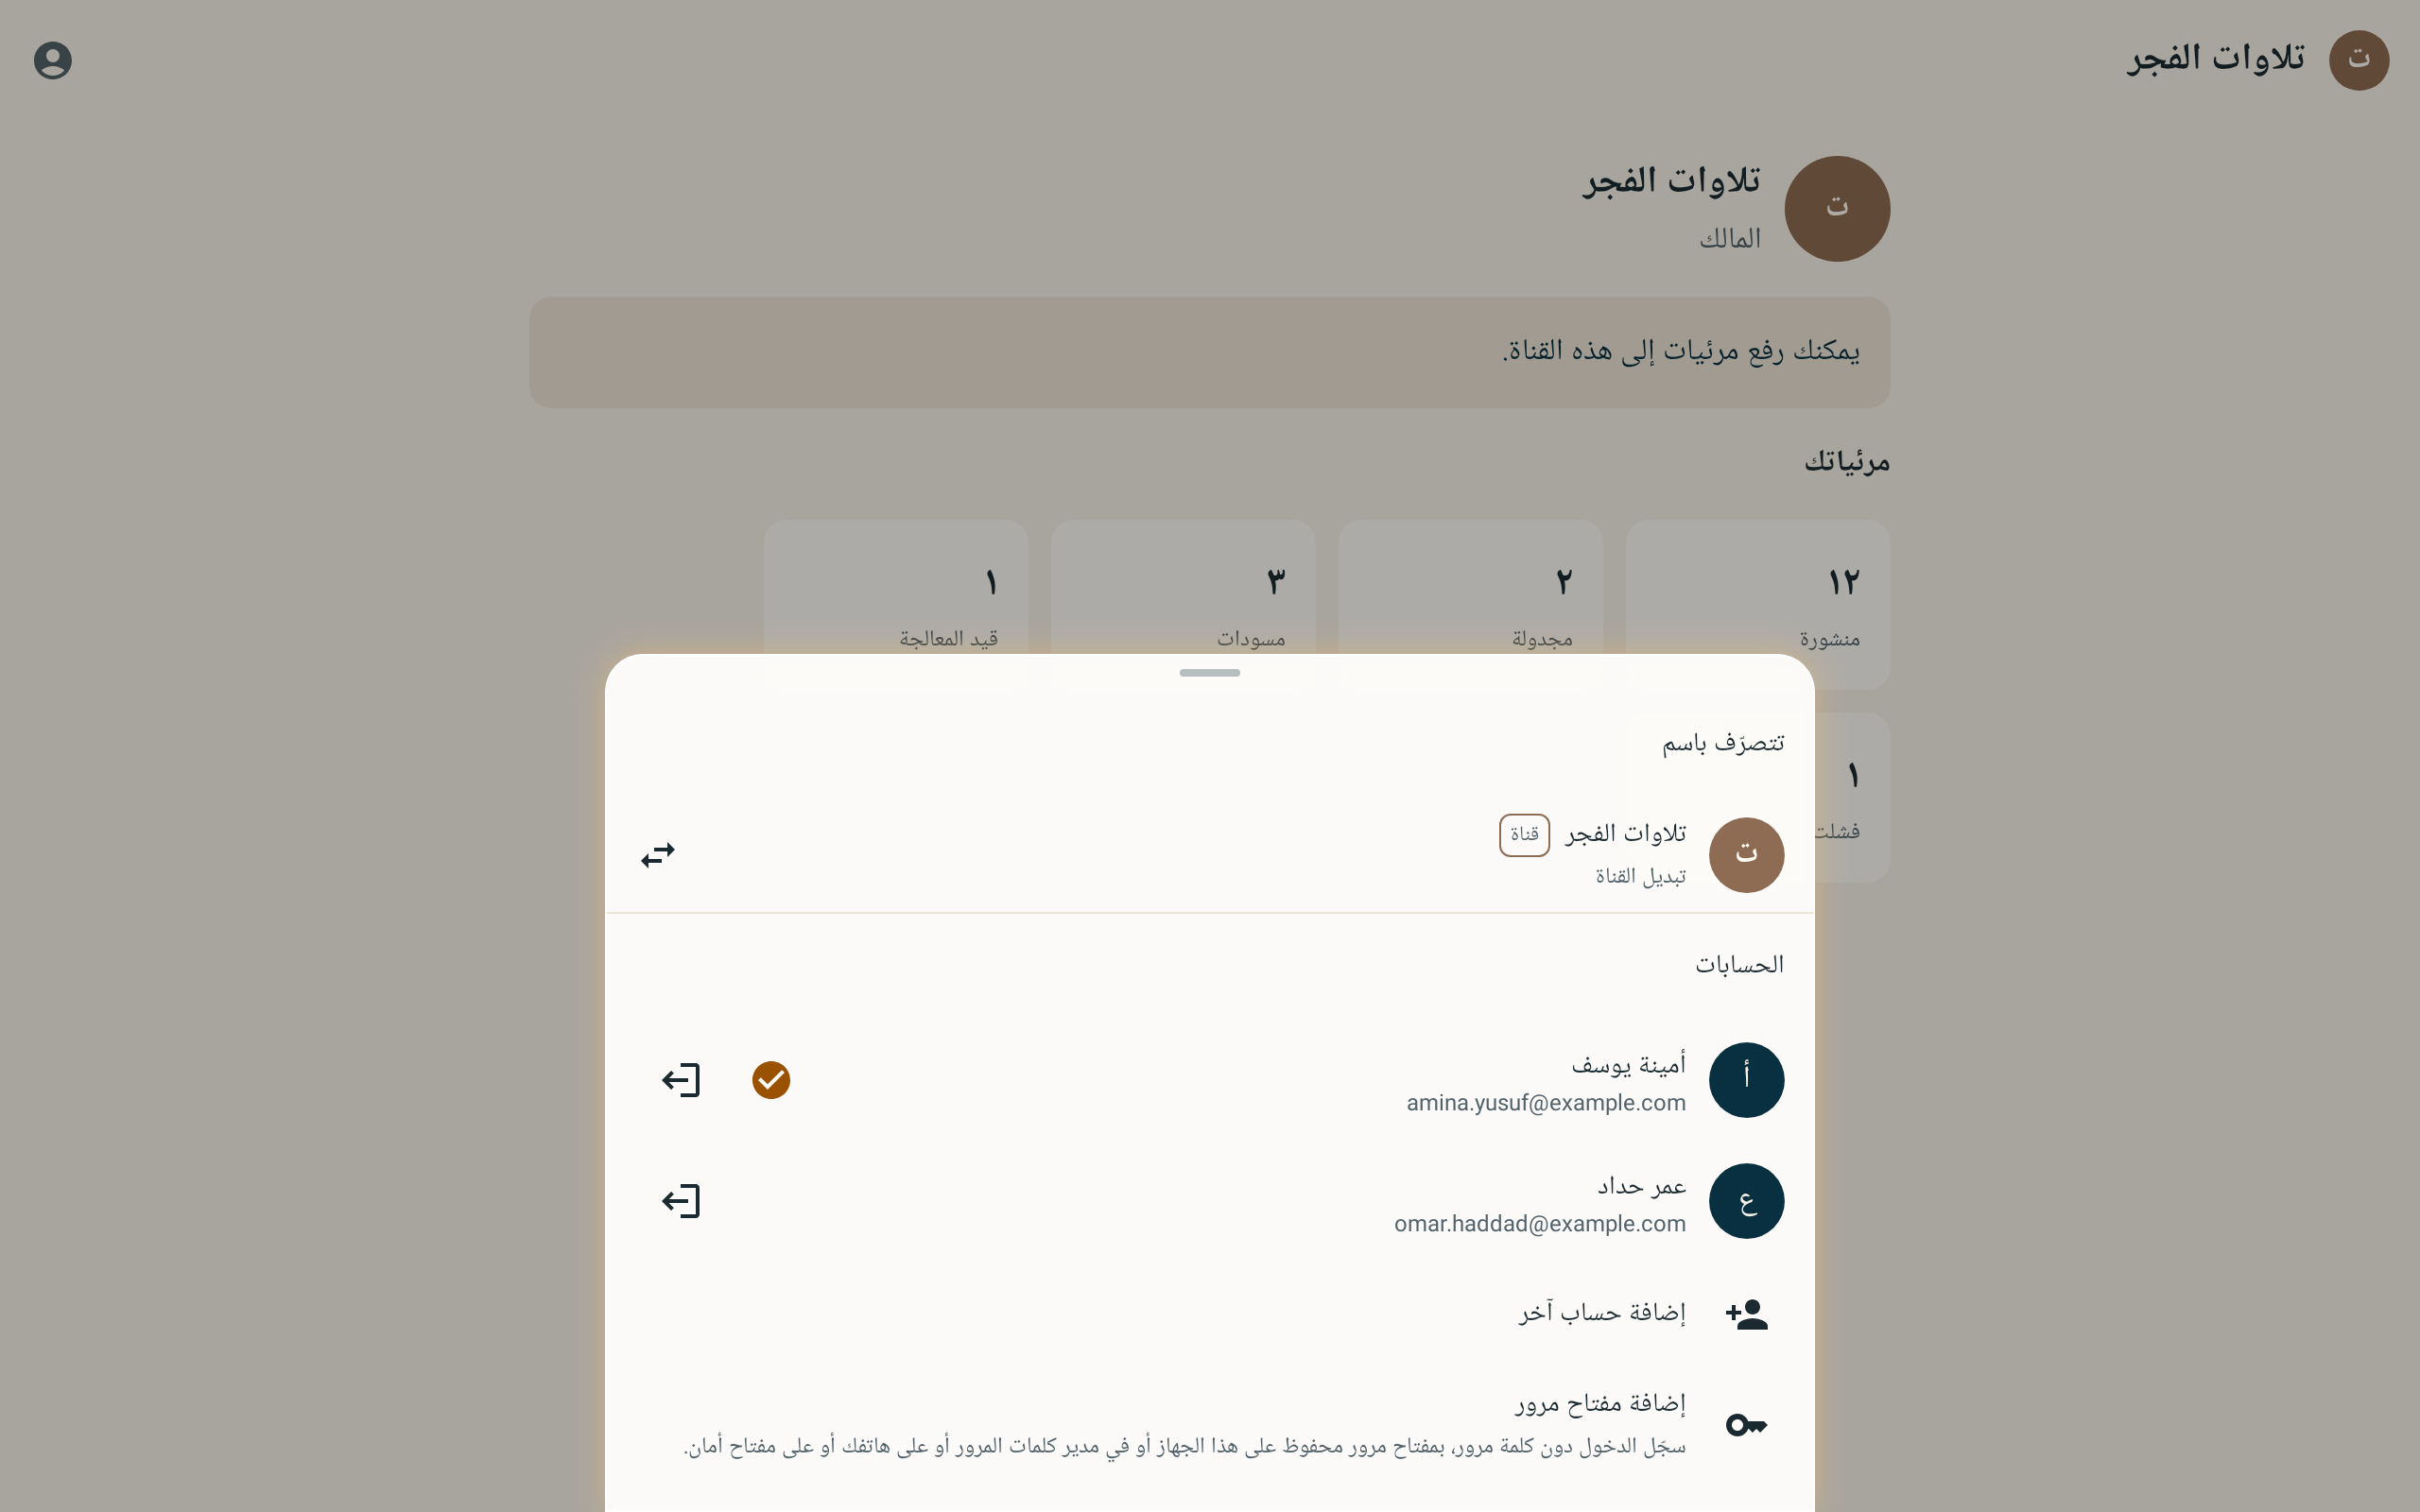 ت
تلاوات الفجر
ت
تلاوات الفجر
المالك
يمكنك رفع مرئيات إلى هذه القناة.
مرئياتك
١٢
منشورة
٢
مجدولة
٣
مسودات
١
قيد المعالجة
١
فشلت
تتصرّف باسم
ت
تلاوات الفجر
قناة
تبديل القناة
الحسابات
أ
أمينة يوسف
amina.yusuf@example.com
ع
عمر حداد
omar.haddad@example.com
إضافة حساب آخر
إضافة مفتاح مرور
سجّل الدخول دون كلمة مرور، بمفتاح مرور محفوظ على هذا الجهاز أو في مدير كلمات المرور أو على هاتفك أو على مفتاح أمان.